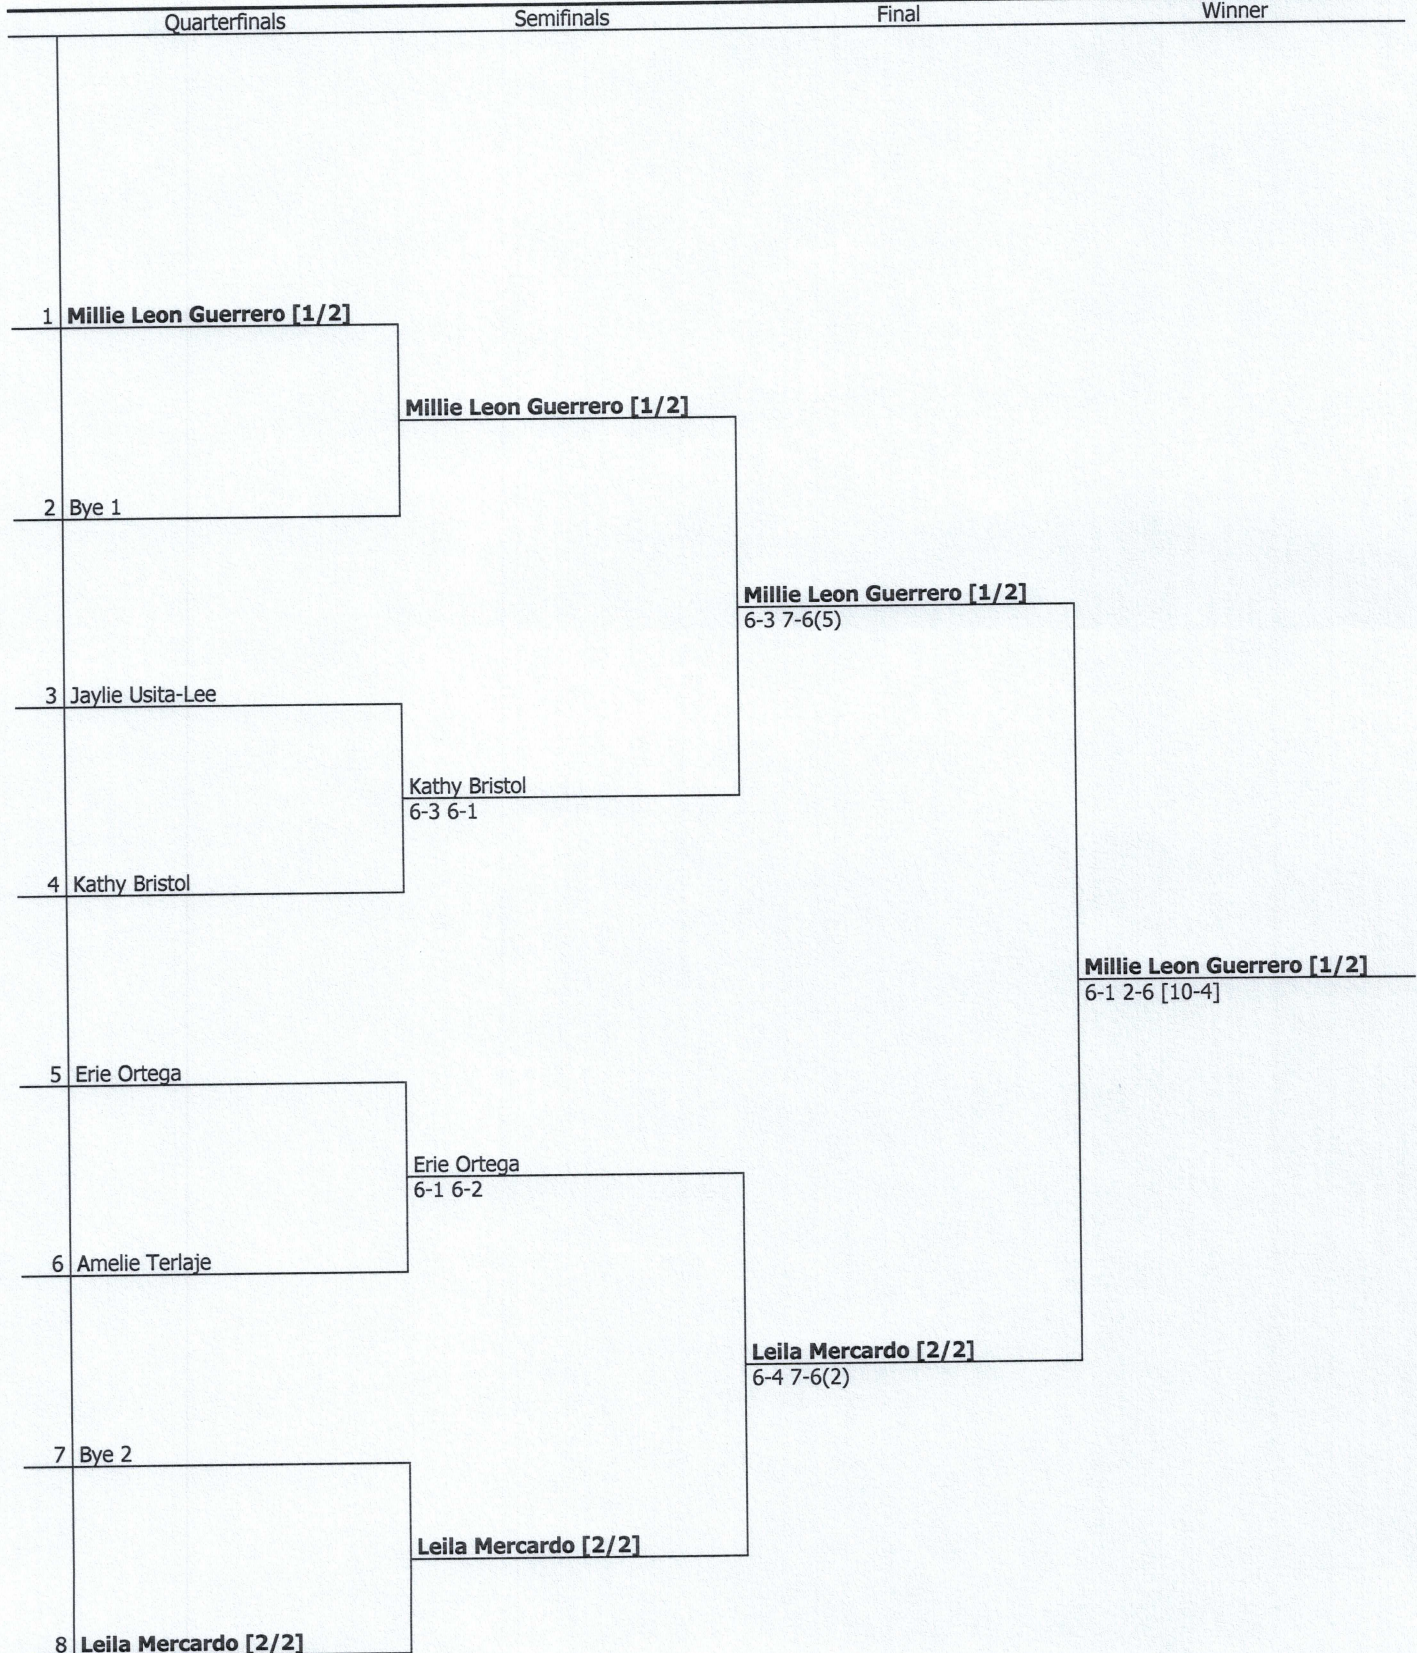 Quarterfinals Semifinals Final Winner
1 Millie Leon Guerrero [1/2]
Millie Leon Guerrero [1/2]
2 Bye 1
Millie Leon Guerrero [1/2]
6-3 7-6(5)
3 Jaylie Usita-Lee
Kathy Bristol
6-3 6-1
4 Kathy Bristol
Millie Leon Guerrero [1/2]
6-1 2-6 [10-4]
5 Erie Ortega
Erie Ortega
6-1 6-2
6 Amelie Terlaje
Leila Mercardo [2/2]
6-4 7-6(2)
7 Bye 2
Leila Mercardo [2/2]
8 Leila Mercardo [2/2]